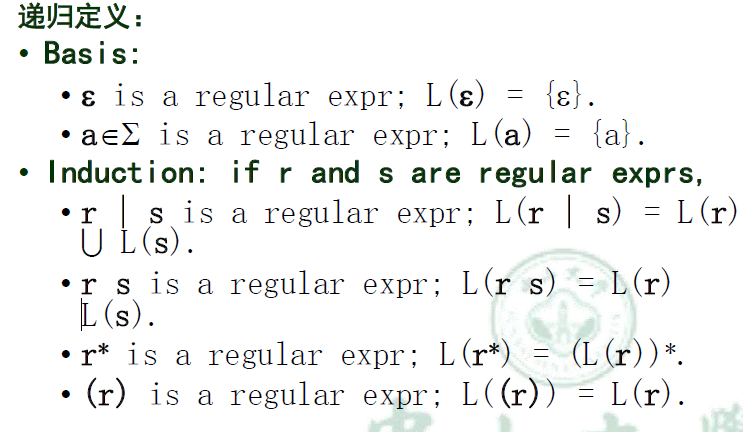 递归定义：
• Basis:
• ε is a regular expr; L(ε) = {ε}.
• a∈Σ is a regular expr; L(a) = {a}.
• Induction: if r and s are regular exprs,
• r | s is a regular expr; L(r | s) = L(r)
∪ L(s).
• r s is a regular expr; L(r s) = L(r)
L(s).
• r* is a regular expr; L(r*) = (L(r))*.
• (r) is a regular expr; L((r)) = L(r).